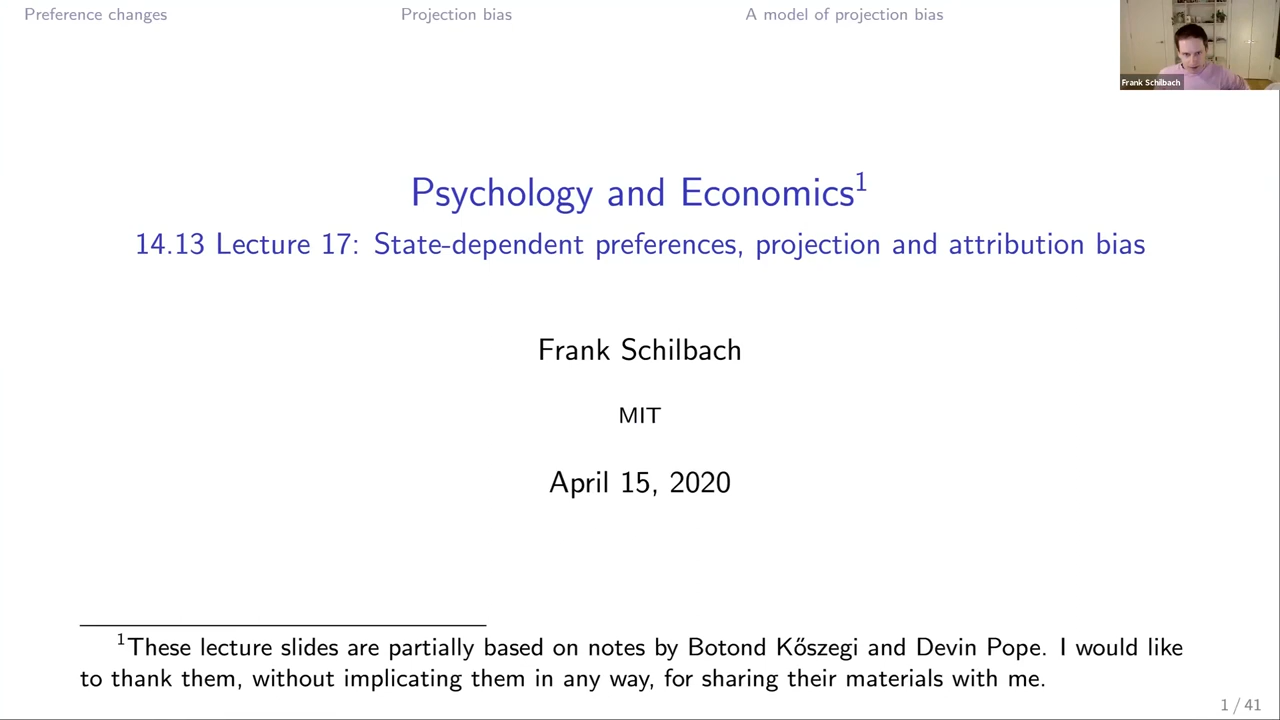 Preference changes
Projection bias
A model of projection bias
Frank Schilbach
Psychology and Economics¹
14.13 Lecture 17: State-dependent preferences, projection and attribution bias
Frank Schilbach
MIT
April 15, 2020
¹These lecture slides are partially based on notes by Botond Kőszegi and Devin Pope. I would like
to thank them, without implicating them in any way, for sharing their materials with me.
1 / 41